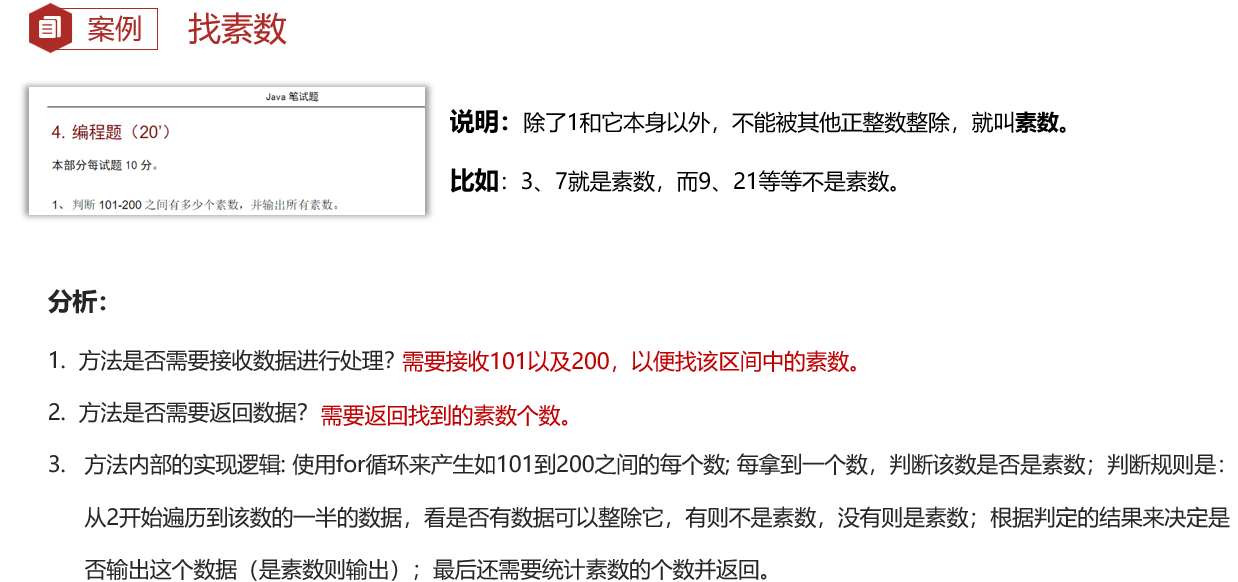 案例 找素数
Java 笔试题
4. 编程题（20'）
本部分每试题 10 分。
1、 判断 101-200 之间有多少个素数，并输出所有素数。
说明：除了1和它本身以外，不能被其他正整数整除，就叫素数。
比如：3、7就是素数，而9、21等等不是素数。
分析：
1. 方法是否需要接收数据进行处理？需要接收101以及200，以便找该区间中的素数。
2. 方法是否需要返回数据？ 需要返回找到的素数个数。
3. 方法内部的实现逻辑: 使用for循环来产生如101到200之间的每个数; 每拿到一个数，判断该数是否是素数；判断规则是：
从2开始遍历到该数的一半的数据，看是否有数据可以整除它，有则不是素数，没有则是素数；根据判定的结果来决定是
否输出这个数据（是素数则输出）；最后还需要统计素数的个数并返回。